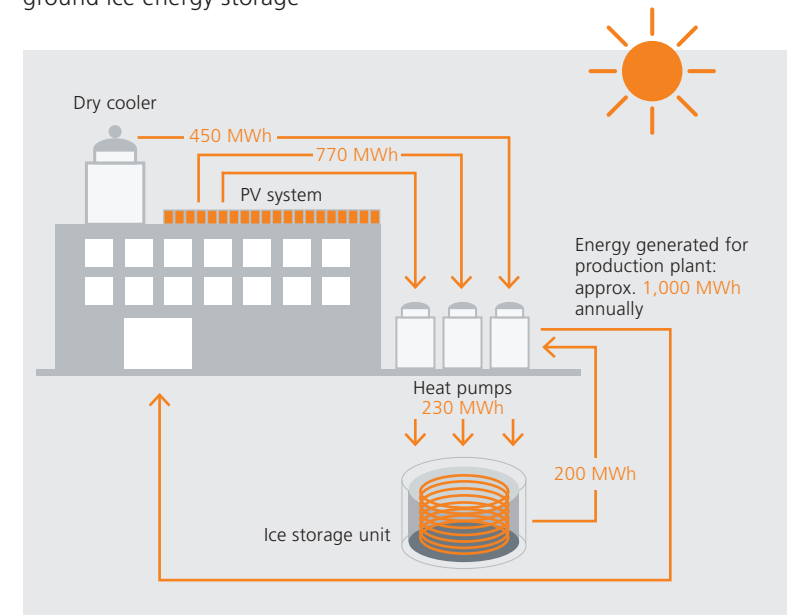 ground ice energy storage
Dry cooler
450 MWh
770 MWh
PV system
Energy generated for
production plant:
approx. 1,000 MWh
annually
Heat pumps
230 MWh
200 MWh
Ice storage unit